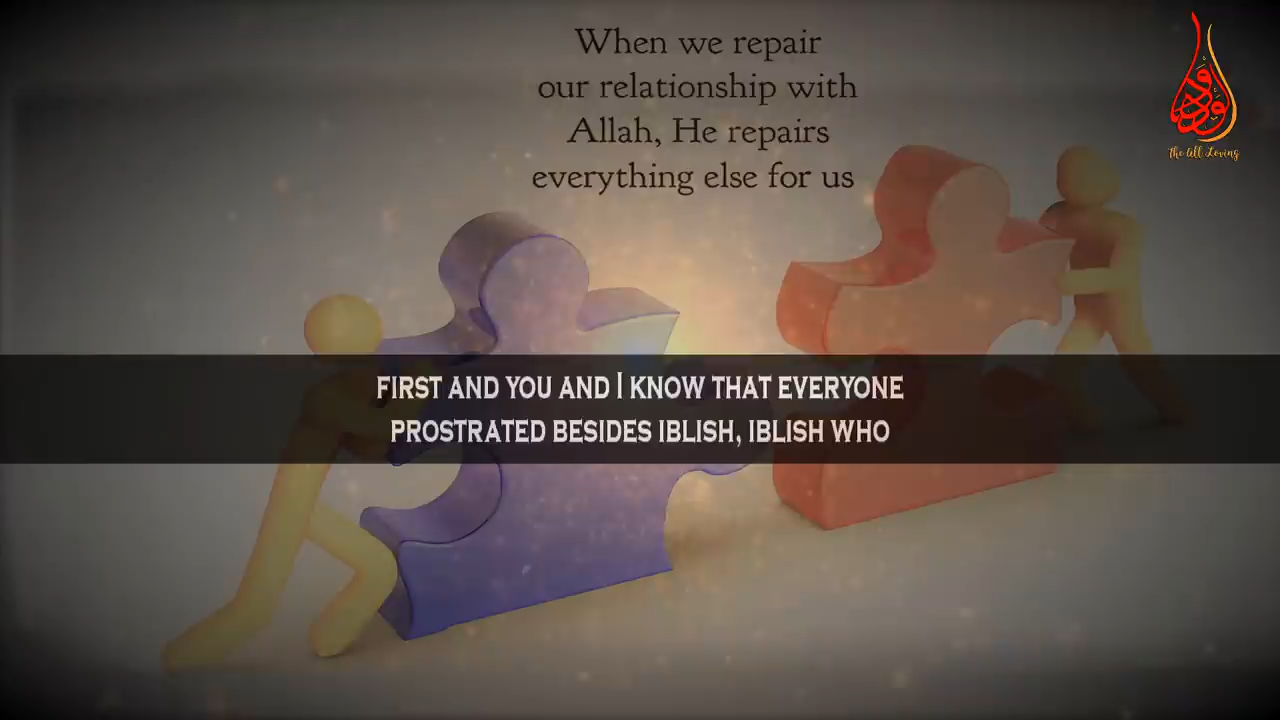 When we repair
our relationship with
Allah, He repairs
everything else for us
الودود
The All Loving
FIRST AND YOU AND I KNOW THAT EVERYONE
PROSTRATED BESIDES IBLISH, IBLISH WHO